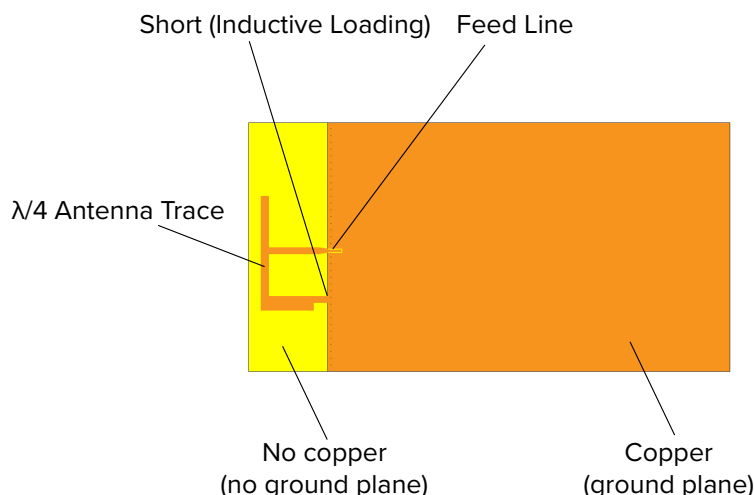 Short (Inductive Loading)
Feed Line
λ/4 Antenna Trace
No copper
(no ground plane)
Copper
(ground plane)